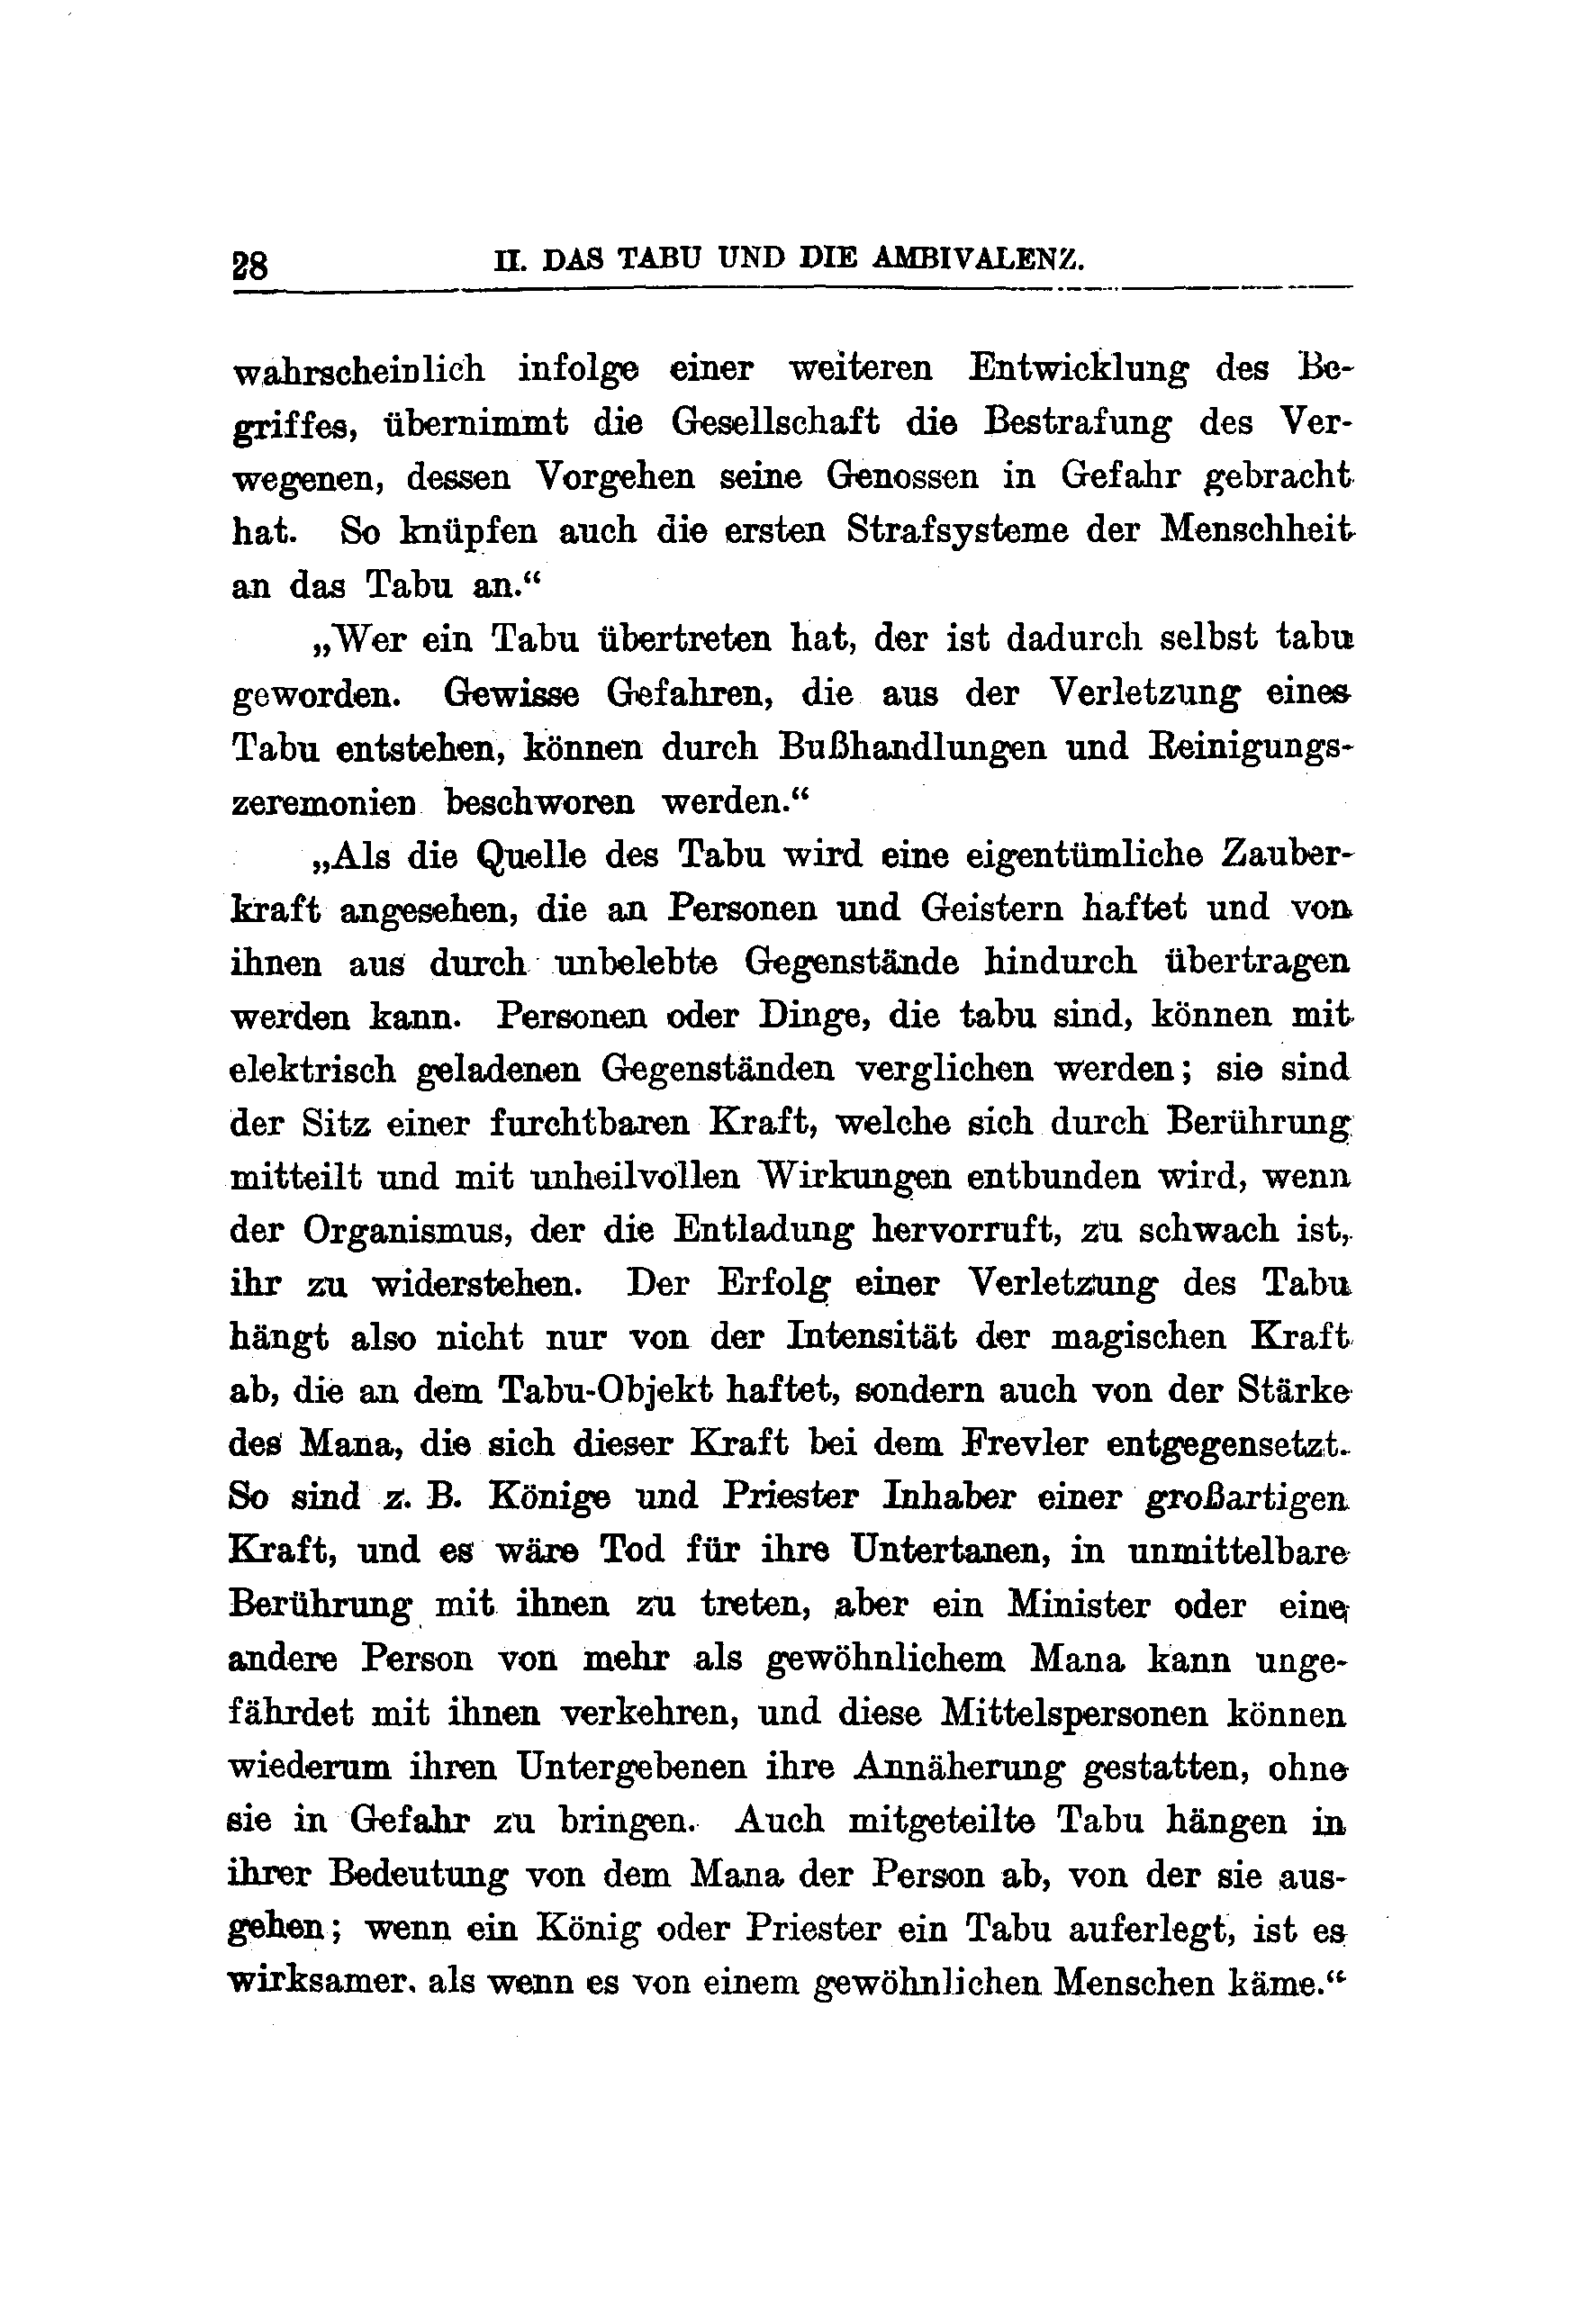 28 II. DAS TABU UND DIE AMBIVALENZ.
wahrscheinlich infolge einer weiteren Entwicklung des Be-
griffes, übernimmt die Gesellschaft die Bestrafung des Ver-
wegenen, dessen Vorgehen seine Genossen in Gefahr gebracht
hat. So knüpfen auch die ersten Strafsysteme der Menschheit
an das Tabu an.“
„Wer ein Tabu übertreten hat, der ist dadurch selbst tabu
geworden. Gewisse Gefahren, die aus der Verletzung eines
Tabu entstehen, können durch Bußhandlungen und Reinigungs-
zeremonien beschworen werden.“
„Als die Quelle des Tabu wird eine eigentümliche Zauber-
kraft angesehen, die an Personen und Geistern haftet und von
ihnen aus durch unbelebte Gegenstände hindurch übertragen
werden kann. Personen oder Dinge, die tabu sind, können mit
elektrisch geladenen Gegenständen verglichen werden; sie sind
der Sitz einer furchtbaren Kraft, welche sich durch Berührung
mitteilt und mit unheilvollen Wirkungen entbunden wird, wenn
der Organismus, der die Entladung hervorruft, zu schwach ist,
ihr zu widerstehen. Der Erfolg einer Verletzung des Tabu
hängt also nicht nur von der Intensität der magischen Kraft
ab, die an dem Tabu-Objekt haftet, sondern auch von der Stärke
des Mana, die sich dieser Kraft bei dem Frevler entgegensetzt.
So sind z. B. Könige und Priester Inhaber einer großartigen
Kraft, und es wäre Tod für ihre Untertanen, in unmittelbare
Berührung mit ihnen zu treten, aber ein Minister oder eine
andere Person von mehr als gewöhnlichem Mana kann unge-
fährdet mit ihnen verkehren, und diese Mittelspersonen können
wiederum ihren Untergebenen ihre Annäherung gestatten, ohne
sie in Gefahr zu bringen. Auch mitgeteilte Tabu hängen in
ihrer Bedeutung von dem Mana der Person ab, von der sie aus-
gehen; wenn ein König oder Priester ein Tabu auferlegt, ist es
wirksamer, als wenn es von einem gewöhnlichen Menschen käme.“